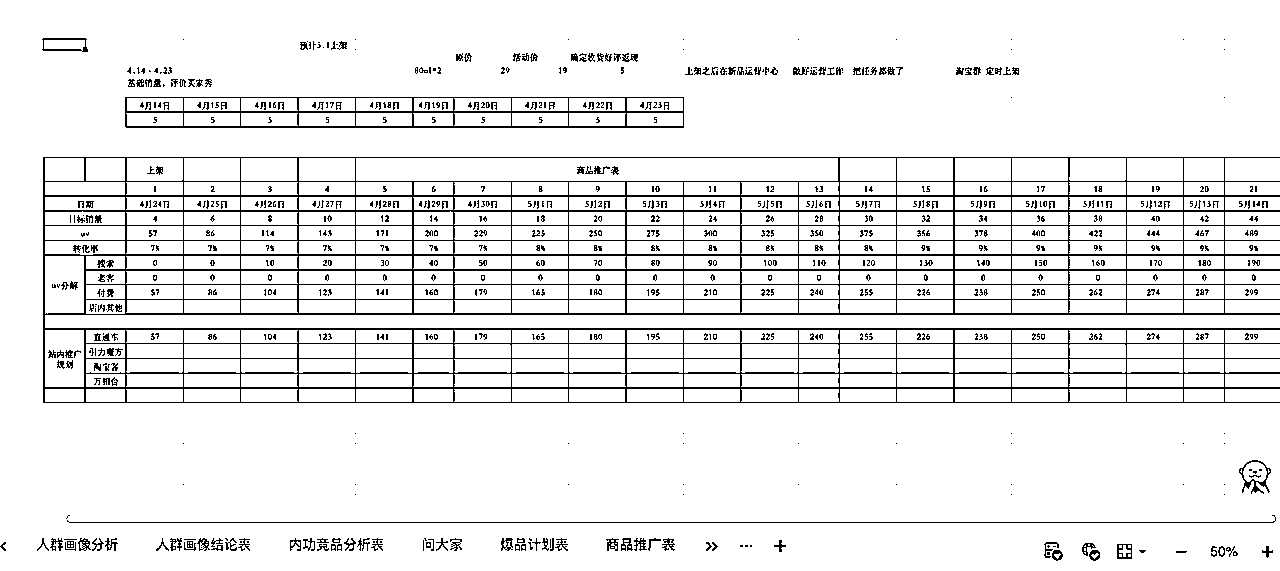 预计5.1上架
原价 活动价 确定收货好评返现
4.14-4.23 80ml*2 29 19 5 上架之后在新品运营中心 做好运营工作 把任务都做了 淘宝群 定时上架
基础销量,评价买家秀
4月14日 4月15日 4月16日 4月17日 4月18日 4月19日 4月20日 4月21日 4月22日 4月23日
5 5 5 5 5 5 5 5 5 5
上架 商品推广表
1 2 3 4 5 6 7 8 9 10 11 12 13 14 15 16 17 18 19 20 21
日期 4月24日 4月25日 4月26日 4月27日 4月28日 4月29日 4月30日 5月1日 5月2日 5月3日 5月4日 5月5日 5月6日 5月7日 5月8日 5月9日 5月10日 5月11日 5月12日 5月13日 5月14日
目标销量 4 6 8 10 12 14 16 18 20 22 24 26 28 30 32 34 36 38 40 42 44
uv 57 86 114 143 171 200 229 225 250 275 300 325 350 375 356 378 400 422 444 467 489
转化率 7% 7% 7% 7% 7% 7% 7% 8% 8% 8% 8% 8% 8% 8% 9% 9% 9% 9% 9% 9% 9%
uv分解 搜索 0 0 10 20 30 40 50 60 70 80 90 100 110 120 130 140 150 160 170 180 190
老客 0 0 0 0 0 0 0 0 0 0 0 0 0 0 0 0 0 0 0 0 0
付费 57 86 104 123 141 160 179 165 180 195 210 225 240 255 226 238 250 262 274 287 299
店内其他
站内推广规划 直通车 57 86 104 123 141 160 179 165 180 195 210 225 240 255 226 238 250 262 274 287 299
引力魔方
淘宝客
万相台
人群画像分析 人群画像结论表 内功竞品分析表 问大家 爆品计划表 商品推广表
50%